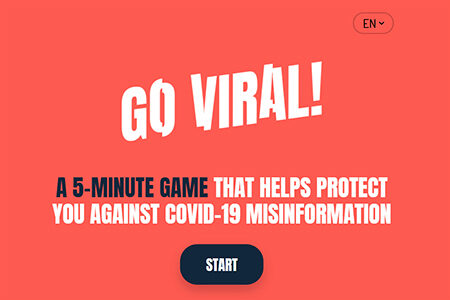 EN
GO VIRAL!
A 5-MINUTE GAME THAT HELPS PROTECT
YOU AGAINST COVID-19 MISINFORMATION
START